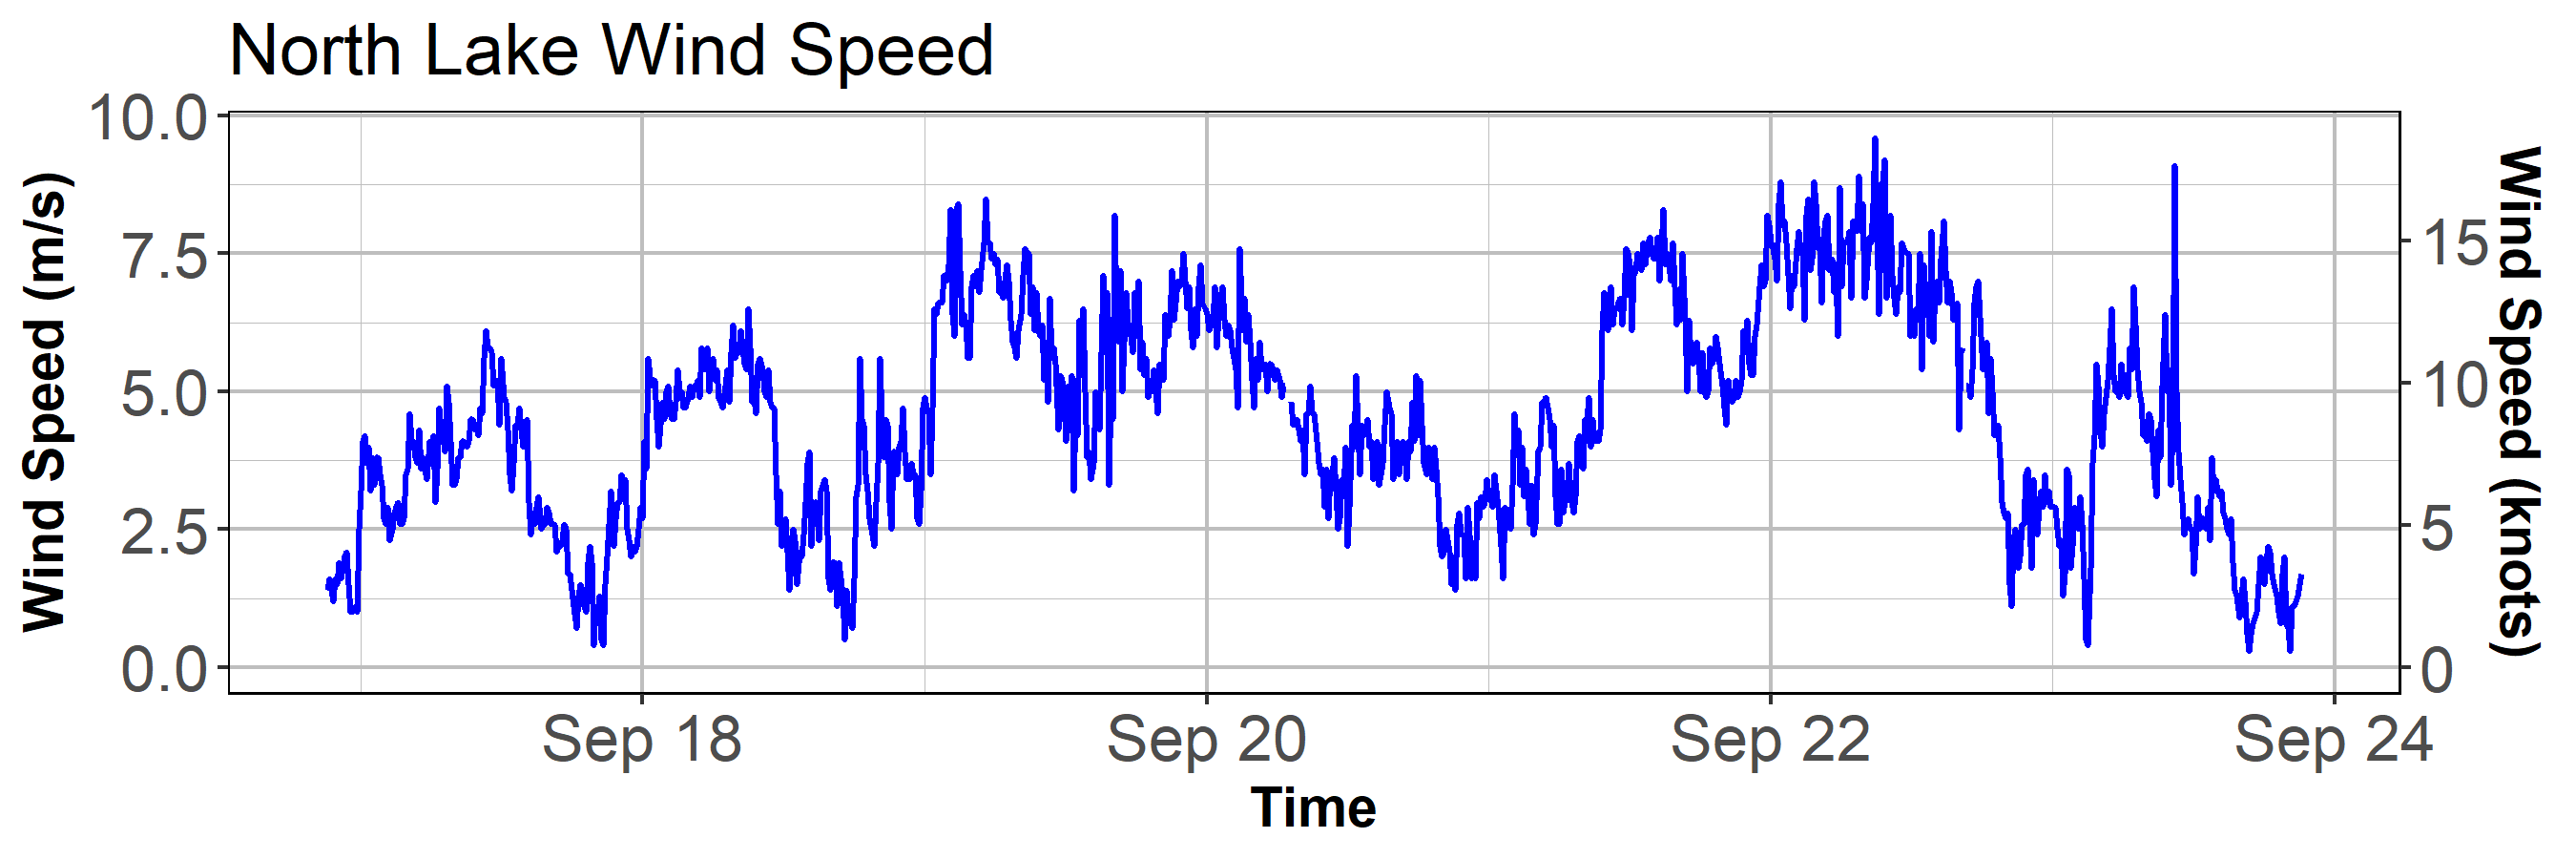 North Lake Wind Speed
10.0
7.5
5.0
2.5
0.0
Wind Speed (m/s)
15
10
5
0
Wind Speed (knots)
Sep 18
Sep 20
Sep 22
Sep 24
Time